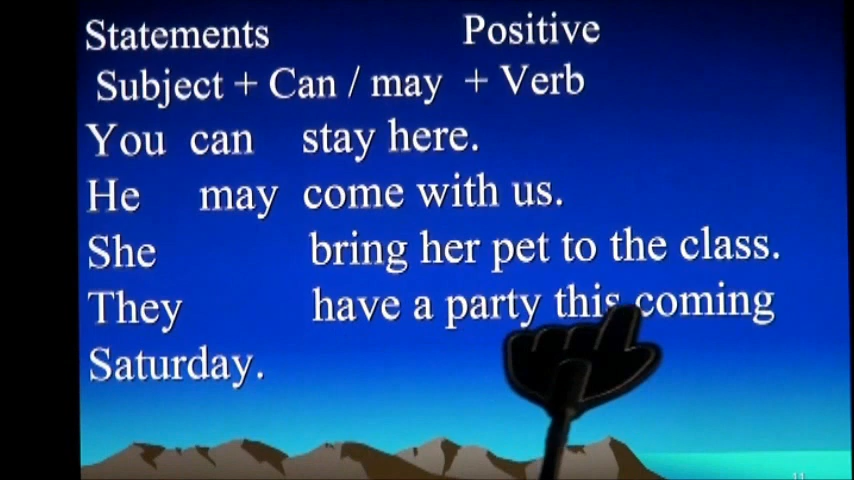 Statements Positive
Subject + Can / may + Verb
You can stay here.
He may come with us.
She bring her pet to the class.
They have a party this coming
Saturday.
11